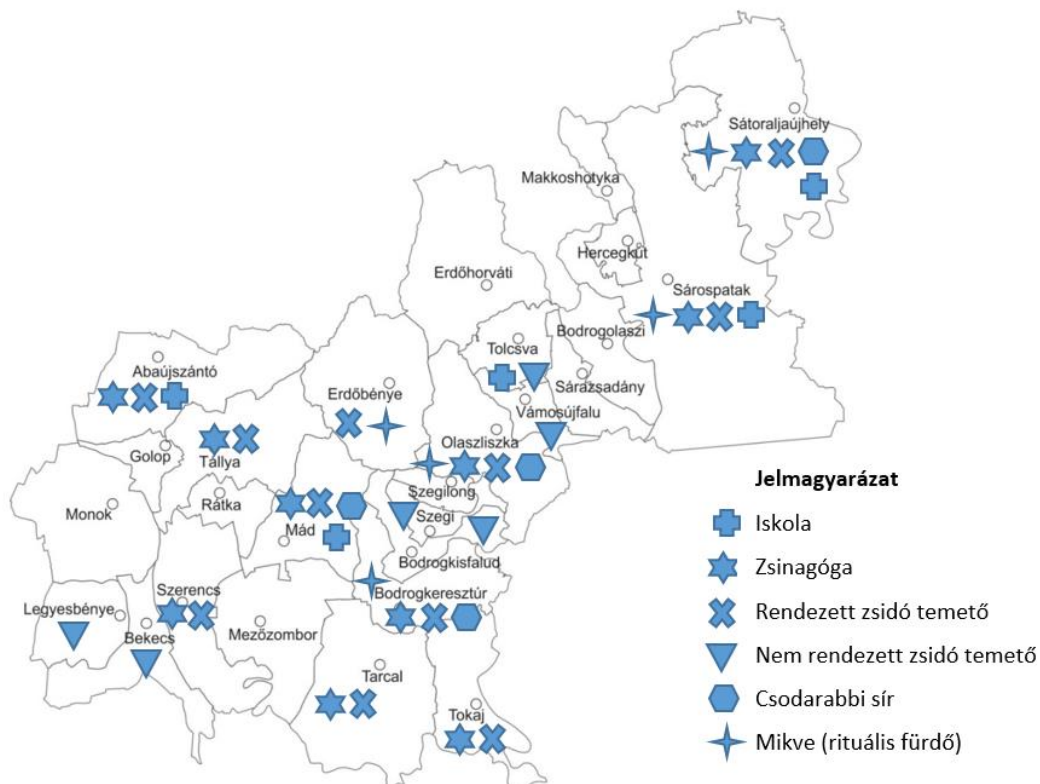 Sátoraljaújhely
Makkoshotyka
Hercegkút
Erdőhorváti
Sárospatak
Bodrogolaszi
Tolcsva
Abaújszántó
Sárazsadány
Erdőbénye
Vámosújfalu
Olaszliszka
Golop
Tállya
Szegilong
Rátka
Monok
Szegi
Mád
Bodrogkisfalud
Szerencs
Bodrogkeresztúr
Legyesbénye
Mezőzombor
Bekecs
Tarcal
Tokaj
Jelmagyarázat
Iskola
Zsinagóga
Rendezett zsidó temető
Nem rendezett zsidó temető
Csodarabbi sír
Mikve (rituális fürdő)